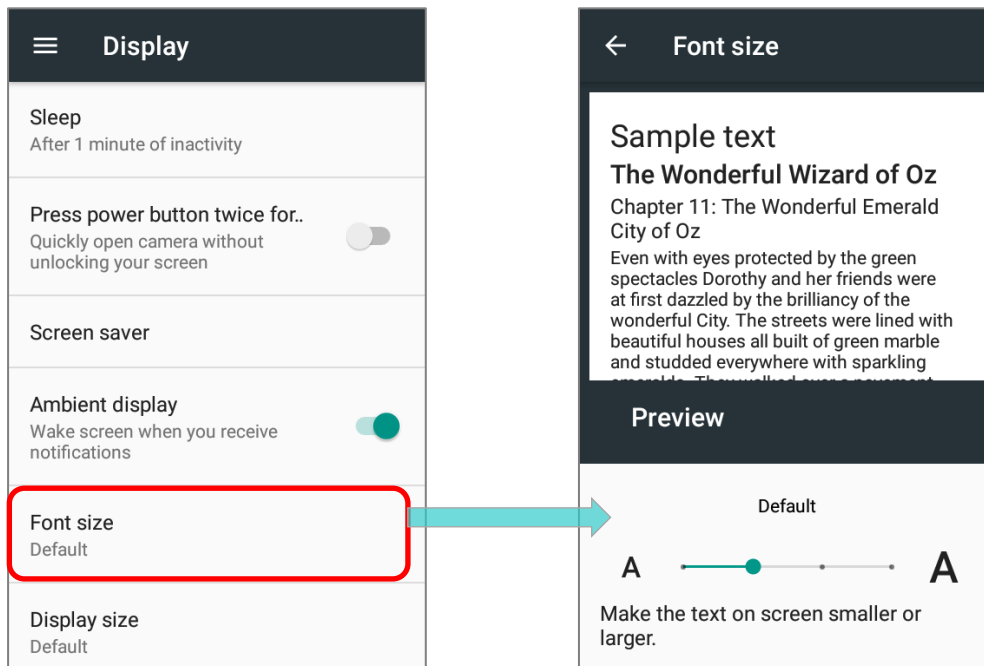 Display
Sleep
After 1 minute of inactivity
Press power button twice for..
Quickly open camera without
unlocking your screen
Screen saver
Ambient display
Wake screen when you receive
notifications
Font size
Default
Display size
Default
Font size
Sample text
The Wonderful Wizard of Oz
Chapter 11: The Wonderful Emerald
City of Oz
Even with eyes protected by the green
spectacles Dorothy and her friends were
at first dazzled by the brilliancy of the
wonderful City. The streets were lined with
beautiful houses all built of green marble
and studded everywhere with sparkling
emeralds. They walked over a pavement
Preview
Default
A A
Make the text on screen smaller or
larger.